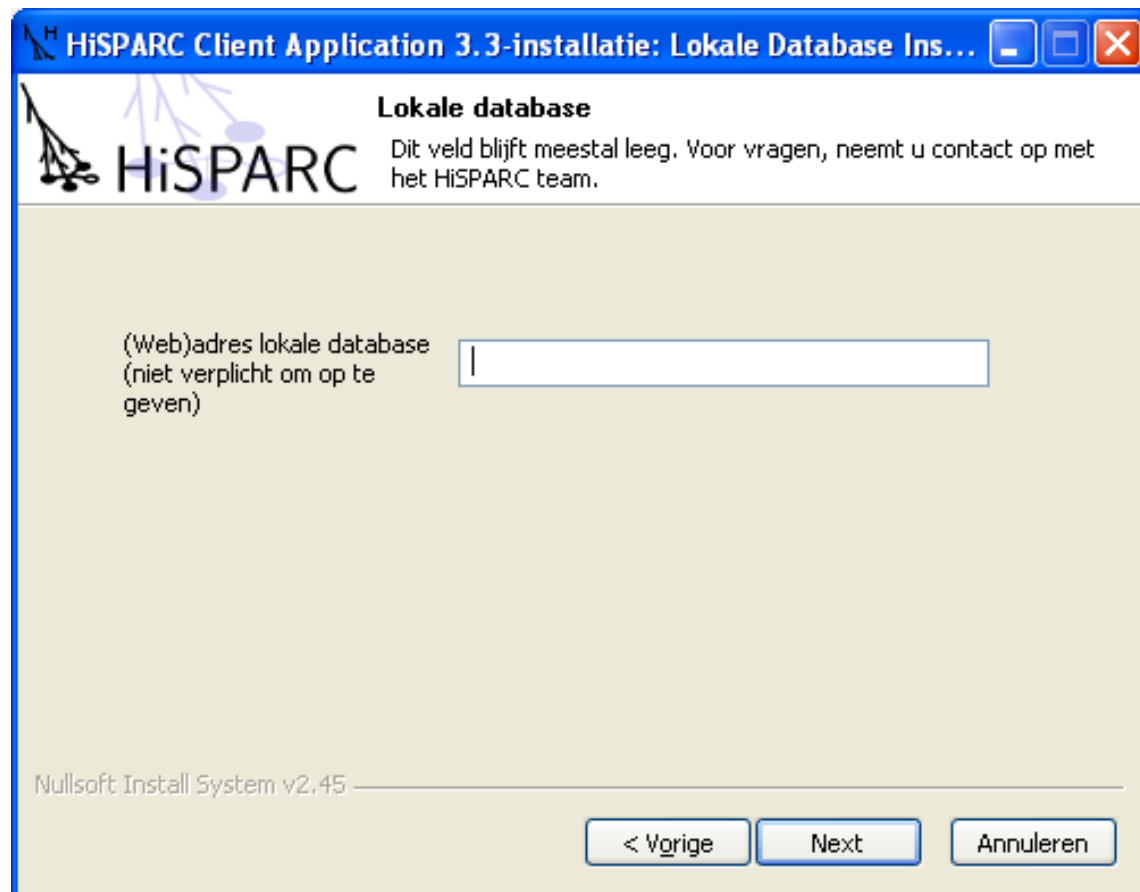 HiSPARC Client Application 3.3-installatie: Lokale Database Ins...
H
HiSPARC
Lokale database
Dit veld blijft meestal leeg. Voor vragen, neemt u contact op met
het HiSPARC team.
(Web)adres lokale database
(niet verplicht om op te
geven)
Nullsoft Install System v2.45
< Vorige
Next
Annuleren